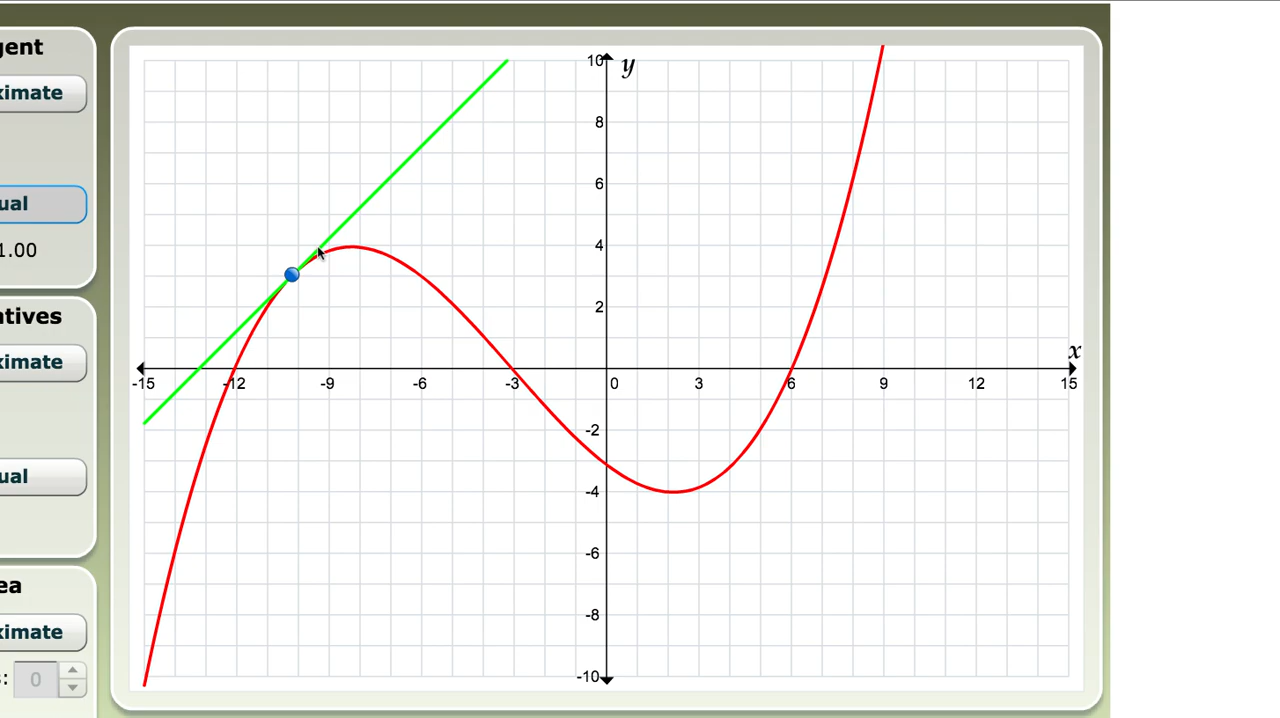 gent
ximate
ual
1.00
atives
ximate
ual
ea
ximate
s: 0
10 y
8
6
4
2
x
-15 -12 -9 -6 -3 0 3 6 9 12 15
-2
-4
-6
-8
-10